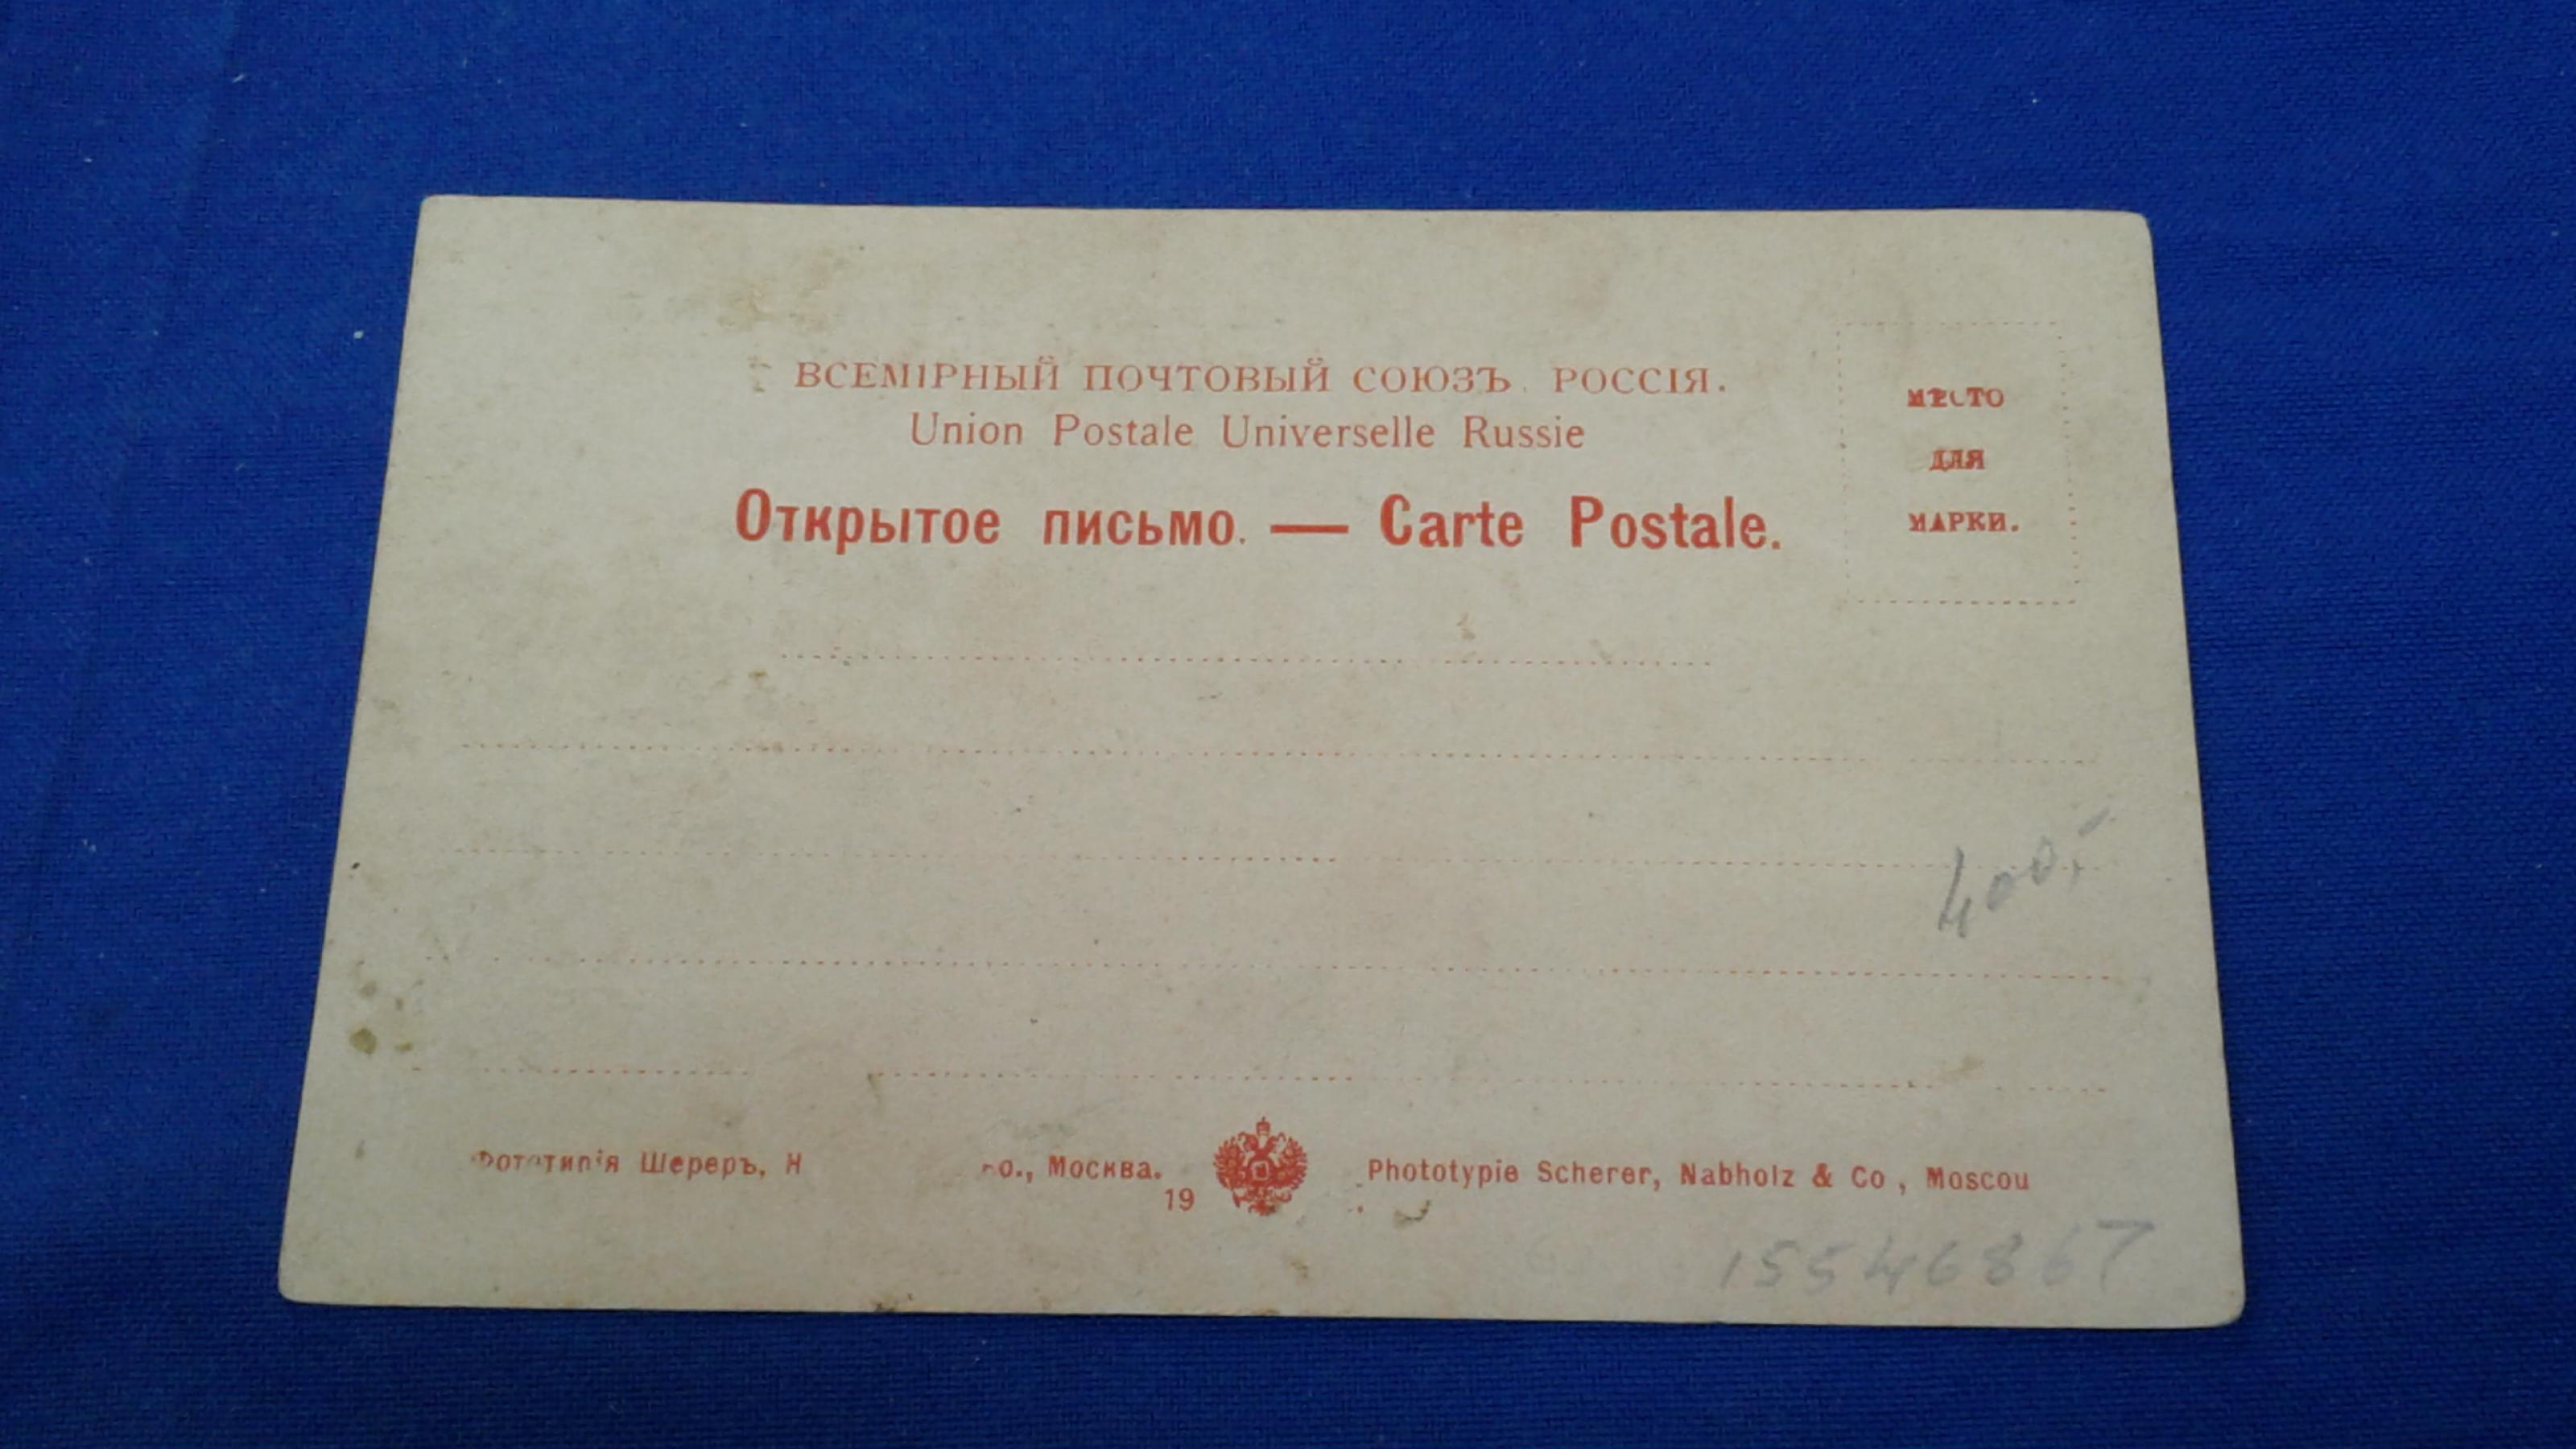 ВСЕМІРНЫЙ ПОЧТОВЫЙ СОЮЗЪ. РОССІЯ.
Union Postale Universelle Russie
Открытое письмо. — Carte Postale.
МѢСТО
ДЛЯ
МАРКИ.
400,-
Фототипія Шереръ, Н о., Москва.
19
Phototypie Scherer, Nabholz & Co, Moscou
15546867